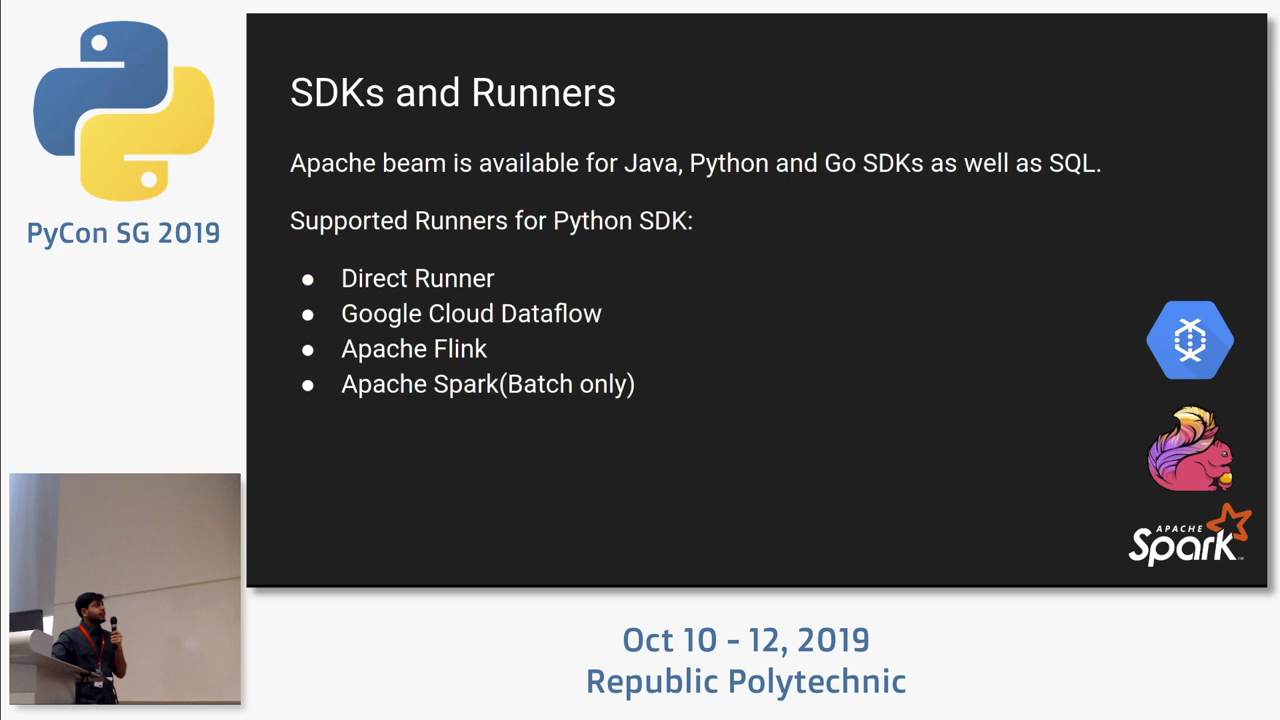 PyCon SG 2019
SDKs and Runners
Apache beam is available for Java, Python and Go SDKs as well as SQL.
Supported Runners for Python SDK:
● Direct Runner
● Google Cloud Dataflow
● Apache Flink
● Apache Spark(Batch only)
APACHE
Spark
Oct 10 - 12, 2019
Republic Polytechnic